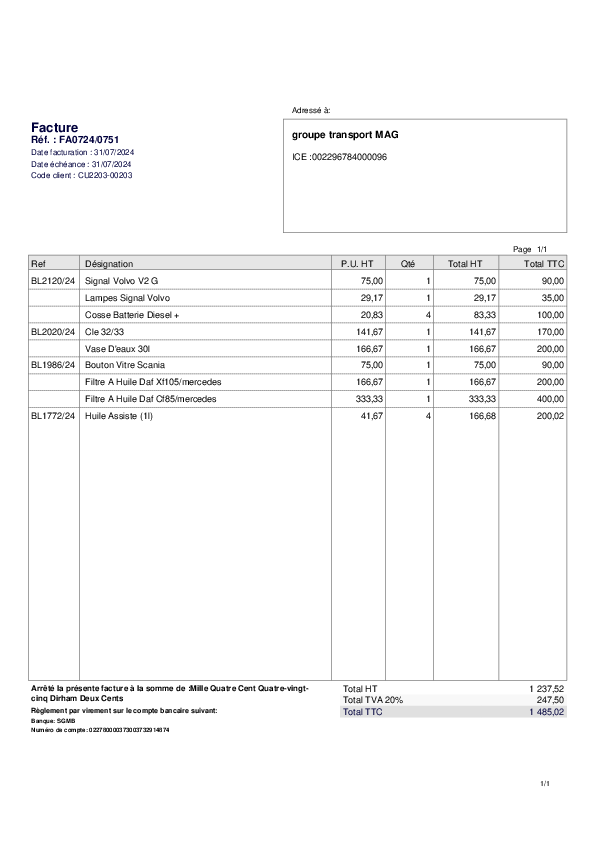 Adressé à:
Facture
Réf. : FA0724/0751
Date facturation : 31/07/2024
Date échéance : 31/07/2024
Code client : CU2203-00203
groupe transport MAG
ICE :002296784000096
Page 1/1
Ref Désignation P.U. HT Qté Total HT Total TTC
BL2120/24 Signal Volvo V2 G 75,00 1 75,00 90,00
Lampes Signal Volvo 29,17 1 29,17 35,00
Cosse Batterie Diesel + 20,83 4 83,33 100,00
BL2020/24 Cle 32/33 141,67 1 141,67 170,00
Vase D'eaux 30l 166,67 1 166,67 200,00
BL1986/24 Bouton Vitre Scania 75,00 1 75,00 90,00
Filtre A Huile Daf Xf105/mercedes 166,67 1 166,67 200,00
Filtre A Huile Daf Cf85/mercedes 333,33 1 333,33 400,00
BL1772/24 Huile Assiste (1l) 41,67 4 166,68 200,02
Arrêté la présente facture à la somme de :Mille Quatre Cent Quatre-vingt-
cinq Dirham Deux Cents
Règlement par virement sur le compte bancaire suivant:
Banque: SGMB
Numéro de compte: 022780000373003732914874
Total HT 1 237,52
Total TVA 20% 247,50
Total TTC 1 485,02
1/1